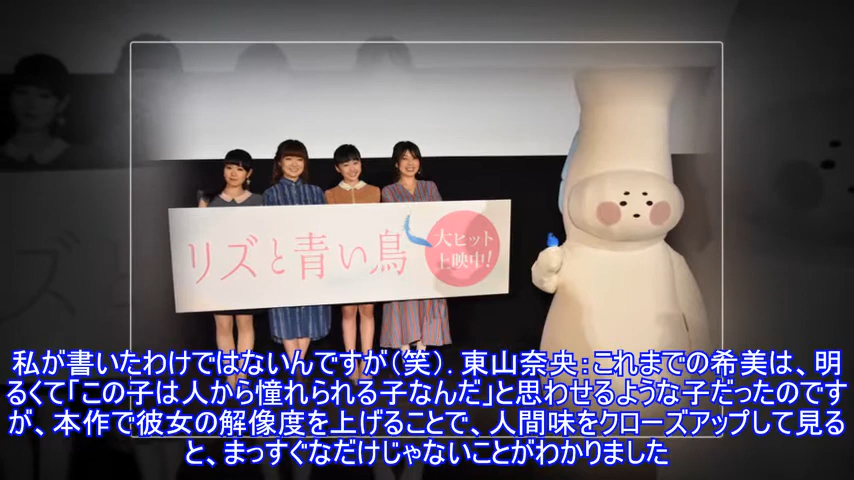 リズと青い鳥
大ヒット
上映中!
私が書いたわけではないんですが（笑）. 東山奈央：これまでの希美は、明
るくて「この子は人から憧れられる子なんだ」と思わせるような子だったのです
が、本作で彼女の解像度を上げることで、人間味をクローズアップして見る
と、まっすぐなだけじゃないことがわかりました